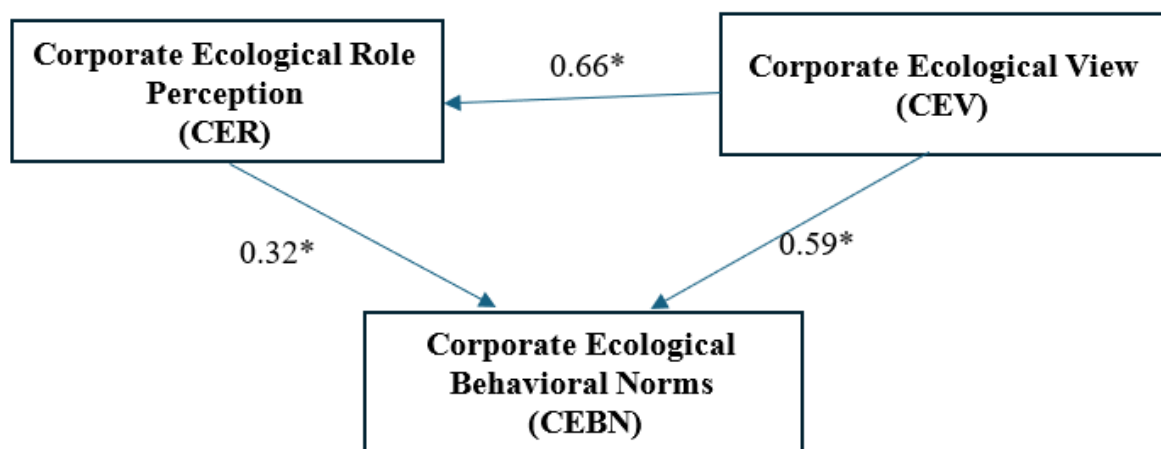 Corporate Ecological Role
Perception
(CER)
0.66*
Corporate Ecological View
(CEV)
0.32*
0.59*
Corporate Ecological
Behavioral Norms
(CEBN)